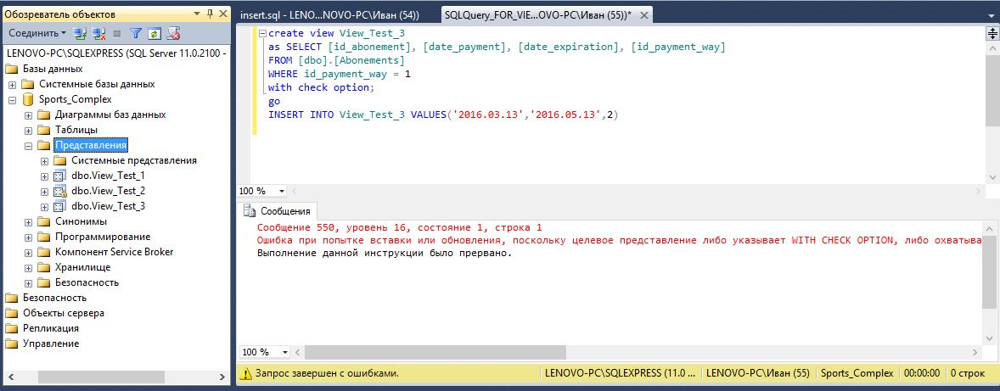 Обозреватель объектов
Соединить
LENOVO-PC\SQLEXPRESS (SQL Server 11.0.2100 -
Базы данных
Системные базы данных
Sports_Complex
Диаграммы баз данных
Таблицы
Представления
Системные представления
dbo.View_Test_1
dbo.View_Test_2
dbo.View_Test_3
Синонимы
Программирование
Компонент Service Broker
Хранилище
Безопасность
Безопасность
Объекты сервера
Репликация
Управление
insert.sql - LENO...NOVO-PC\Иван (54))
SQLQuery_FOR_VIE...OVO-PC\Иван (55))*
create view View_Test_3
as SELECT [id_abonement], [date_payment], [date_expiration], [id_payment_way]
FROM [dbo].[Abonements]
WHERE id_payment_way = 1
with check option;
go
INSERT INTO View_Test_3 VALUES('2016.03.13','2016.05.13',2)
100 %
Сообщения
Сообщение 550, уровень 16, состояние 1, строка 1
Ошибка при попытке вставки или обновления, поскольку целевое представление либо указывает WITH CHECK OPTION, либо охватыва
Выполнение данной инструкции было прервано.
100 %
Запрос завершен с ошибками.
LENOVO-PC\SQLEXPRESS (11.0 ...
LENOVO-PC\Иван (55)
Sports_Complex
00:00:00
0 строк